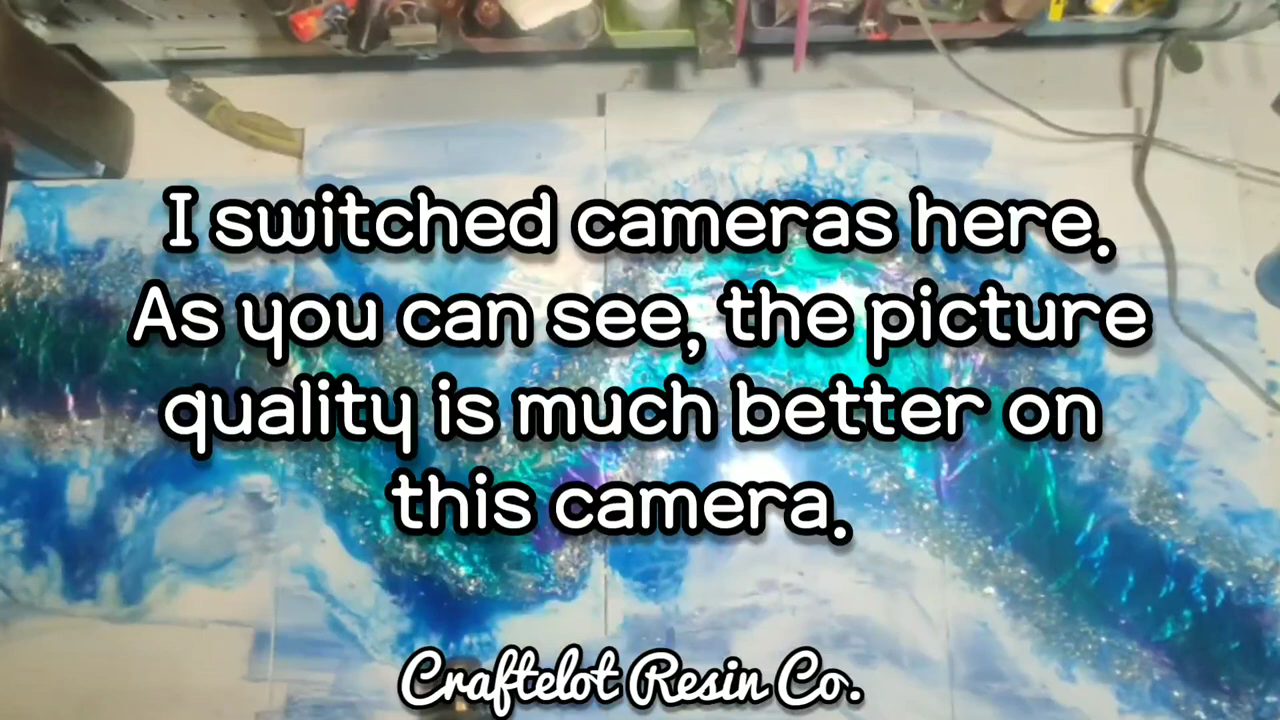 I switched cameras here.
As you can see, the picture
quality is much better on
this camera.
Craftelot Resin Co.